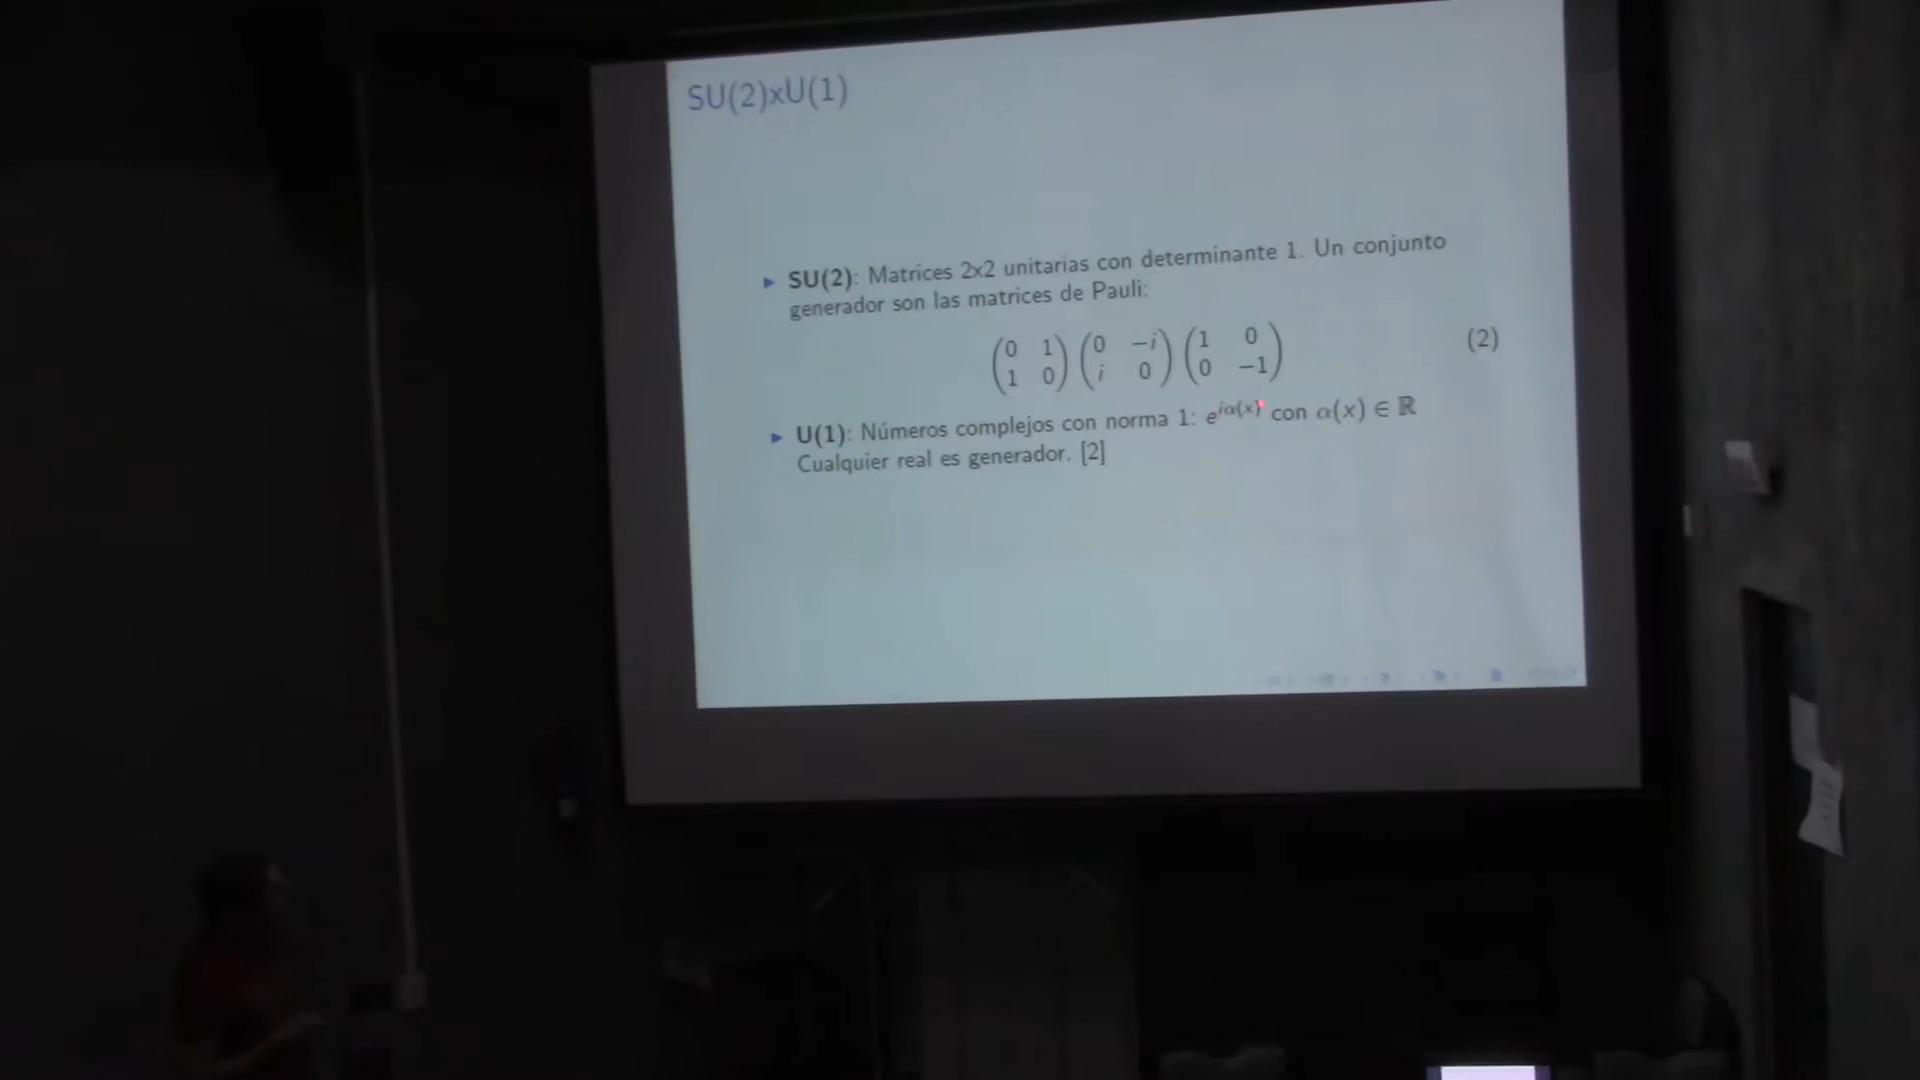 SU(2)xU(1)
▶ SU(2): Matrices 2x2 unitarias con determinante 1. Un conjunto
generador son las matrices de Pauli:
(0 1) (0 −i) (1 0)
(1 0) (i 0) (0 −1)
(2)
▶ U(1): Números complejos con norma 1: e^{iα(x)} con α(x) ∈ ℝ
Cualquier real es generador. [2]